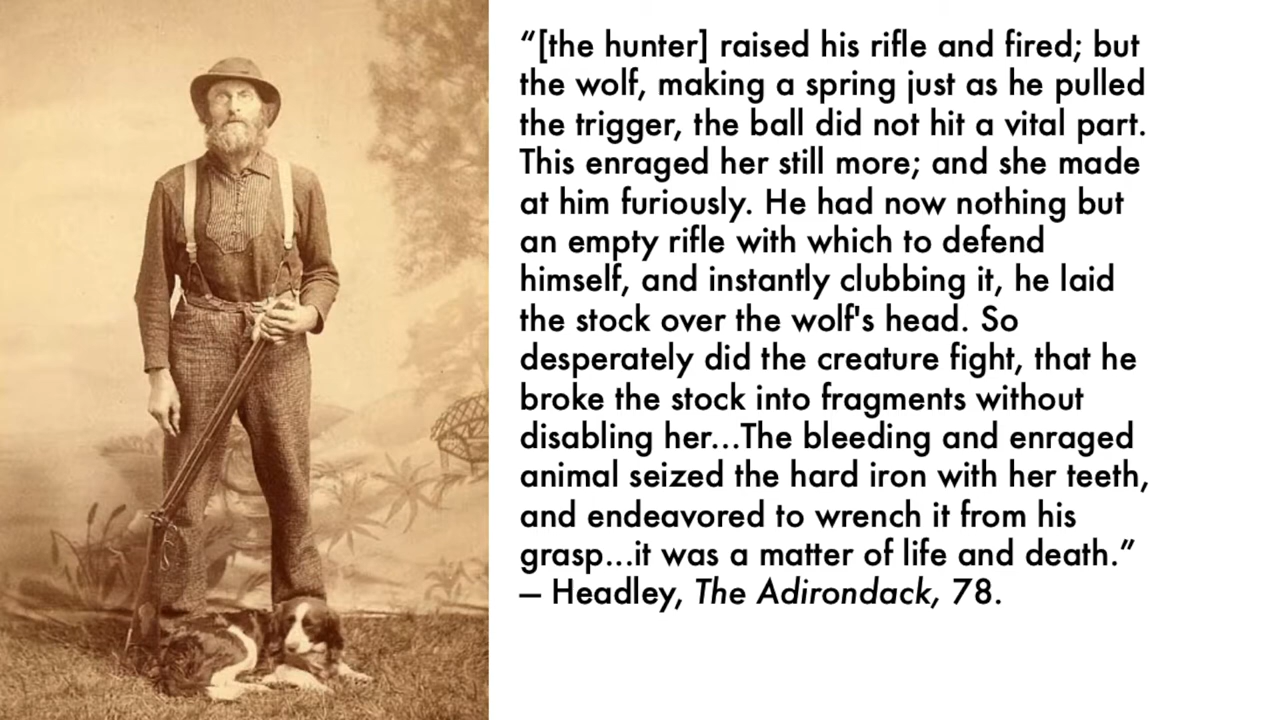 “[the hunter] raised his rifle and fired; but
the wolf, making a spring just as he pulled
the trigger, the ball did not hit a vital part.
This enraged her still more; and she made
at him furiously. He had now nothing but
an empty rifle with which to defend
himself, and instantly clubbing it, he laid
the stock over the wolf's head. So
desperately did the creature fight, that he
broke the stock into fragments without
disabling her...The bleeding and enraged
animal seized the hard iron with her teeth,
and endeavored to wrench it from his
grasp...it was a matter of life and death.”
— Headley, The Adirondack, 78.